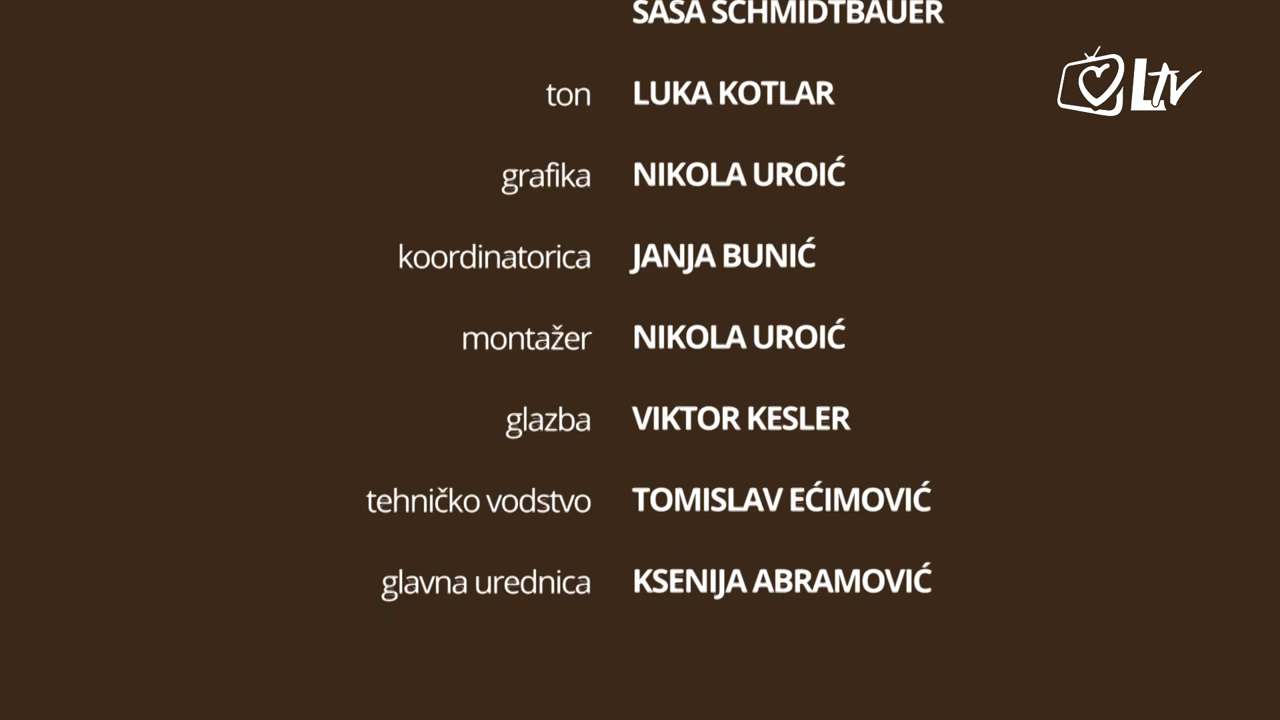 SAŠA SCHMIDTBAUER
LTV
ton LUKA KOTLAR
grafika NIKOLA UROIĆ
koordinatorica JANJA BUNIĆ
montažer NIKOLA UROIĆ
glazba VIKTOR KESLER
tehničko vodstvo TOMISLAV EĆIMOVIĆ
glavna urednica KSENIJA ABRAMOVIĆ